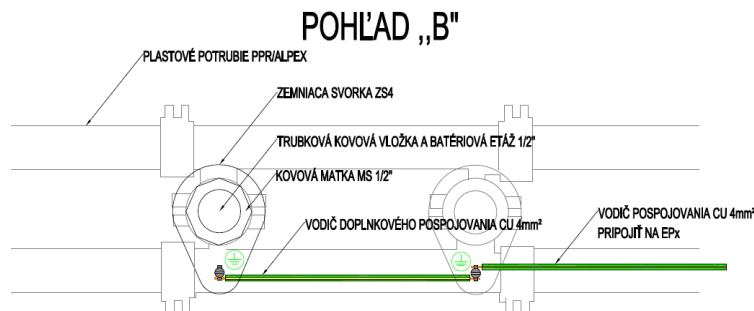 POHĽAD ,,B"
PLASTOVÉ POTRUBIE PPR/ALPEX
ZEMNIACA SVORKA ZS4
TRUBKOVÁ KOVOVÁ VLOŽKA A BATÉRIOVÁ ETÁŽ 1/2"
KOVOVÁ MATKA MS 1/2"
VODIČ DOPLNKOVÉHO POSPOJOVANIA CU 4mm²
VODIČ POSPOJOVANIA CU 4mm²
PRIPOJIŤ NA EPx